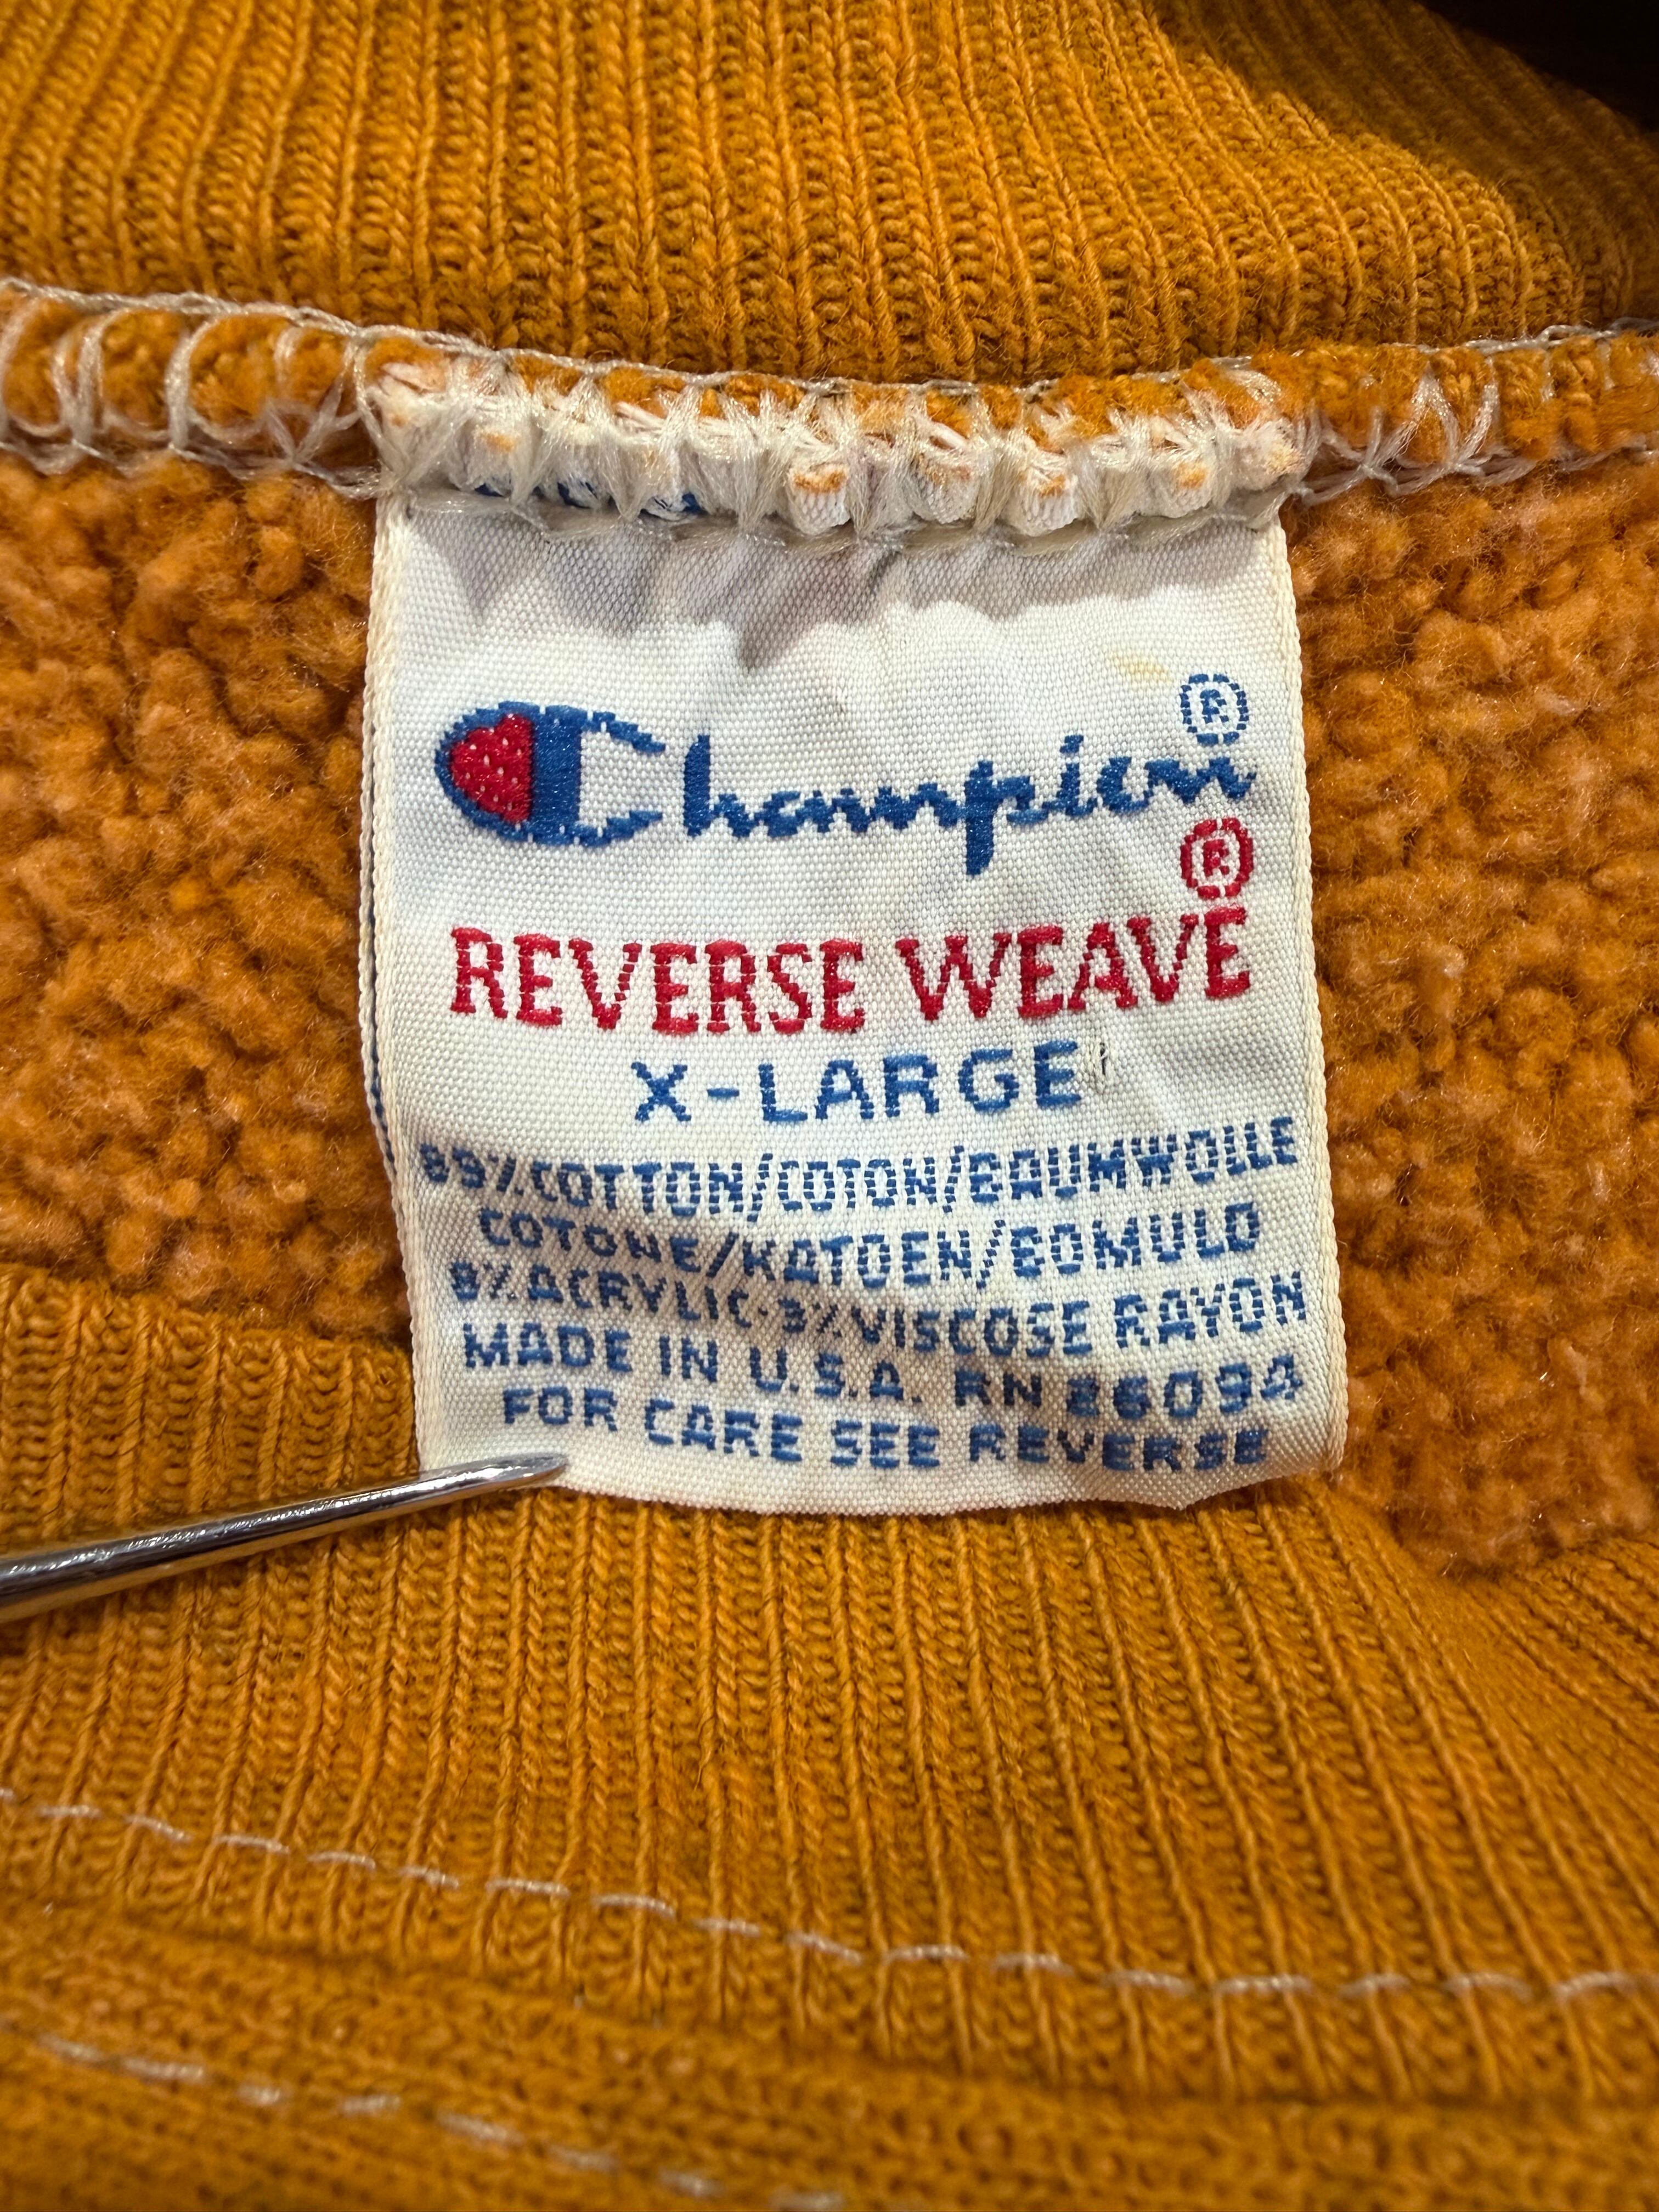 Champion®
®
REVERSE WEAVE
X-LARGE
89%COTTON/COTON/BAUMWOLLE
COTONE/KATOEN/BOMULD
8%ACRYLIC·3%VISCOSE RAYON
MADE IN U.S.A. RN 26094
FOR CARE SEE REVERSE